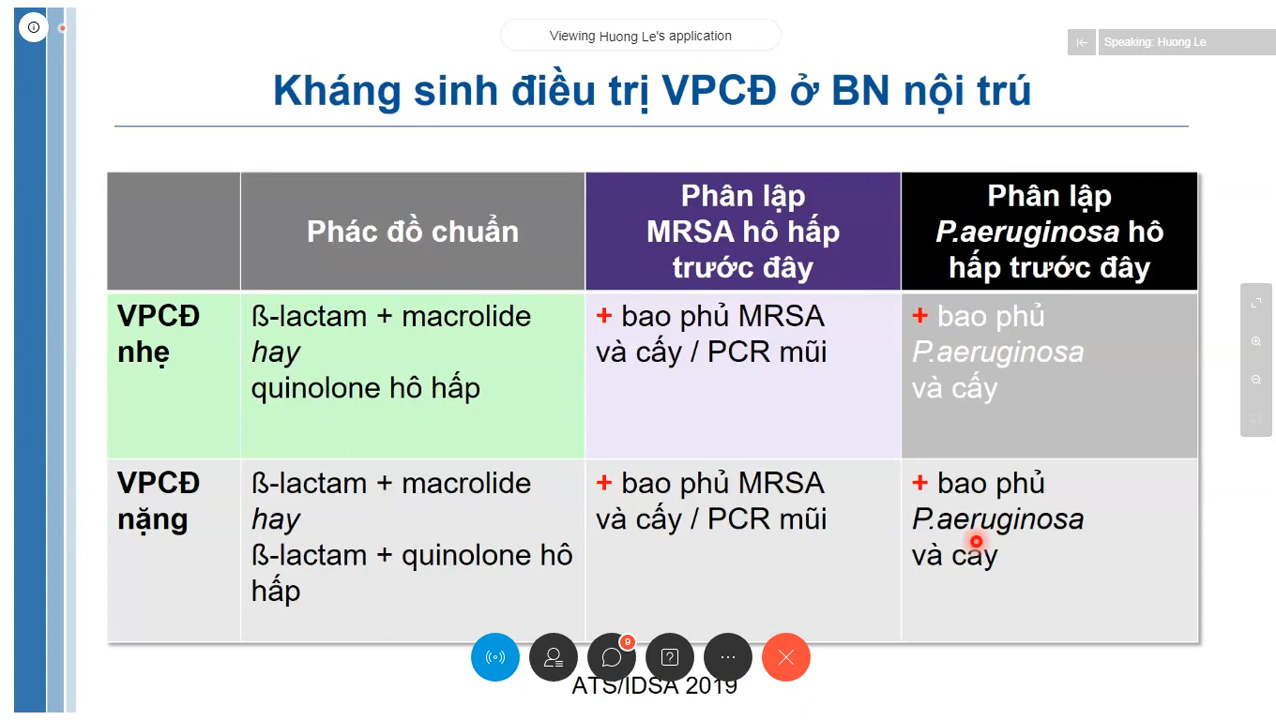 Viewing Huong Le's application
Speaking: Huong Le
Kháng sinh điều trị VPCĐ ở BN nội trú
Phác đồ chuẩn
Phân lập
MRSA hô hấp
trước đây
Phân lập
P.aeruginosa hô
hấp trước đây
VPCĐ
nhẹ
ß-lactam + macrolide
hay
quinolone hô hấp
+ bao phủ MRSA
và cấy / PCR mũi
+ bao phủ
P.aeruginosa
và cấy
VPCĐ
nặng
ß-lactam + macrolide
hay
ß-lactam + quinolone hô
hấp
+ bao phủ MRSA
và cấy / PCR mũi
+ bao phủ
P.aeruginosa
và cấy
9
ATS/IDSA 2019